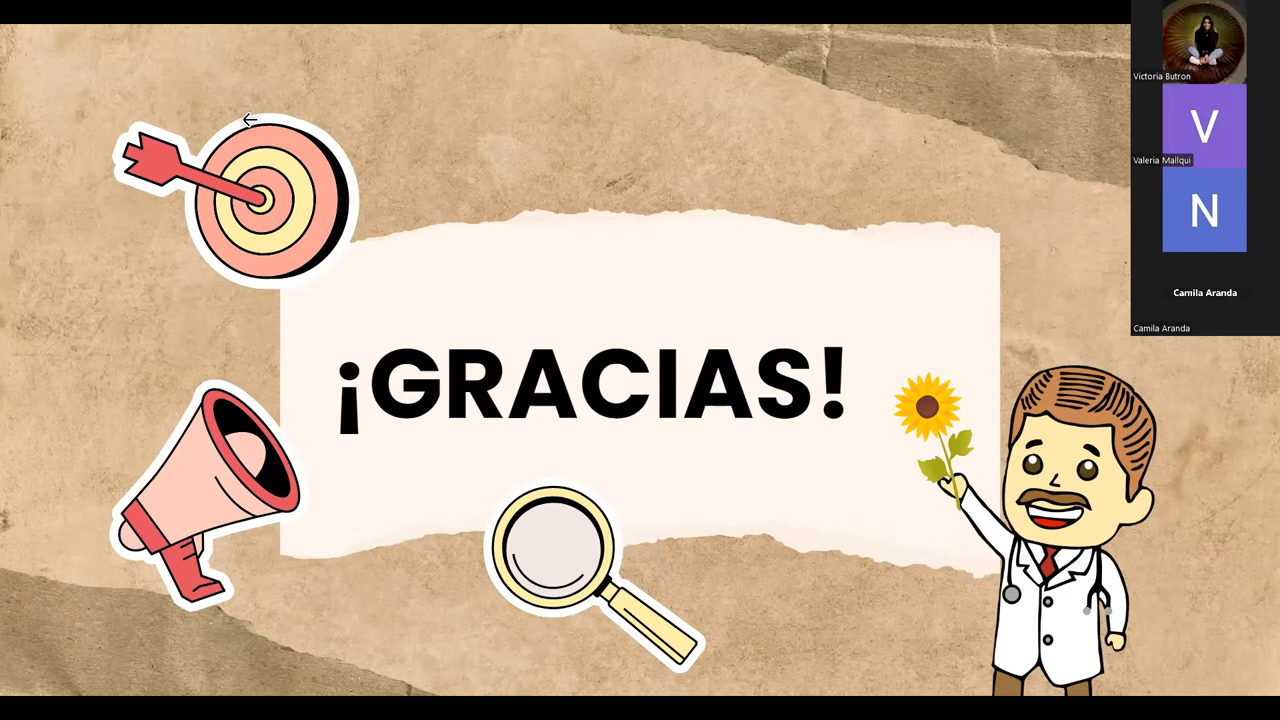 ¡GRACIAS!
Victoria Butron
V
Valeria Mallqui
N
Camila Aranda
Camila Aranda